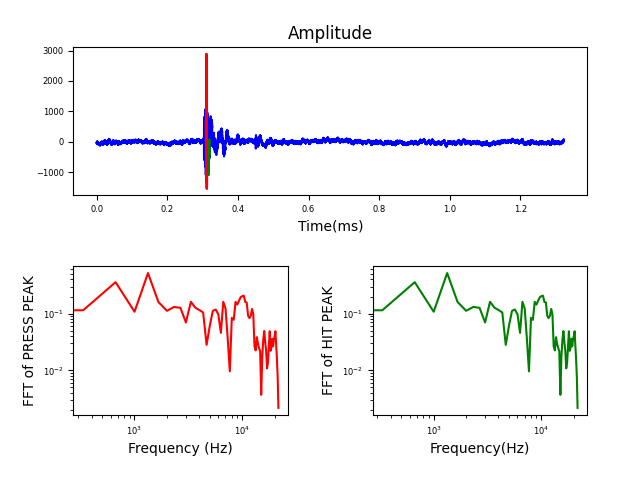 Amplitude
3000
2000
1000
0
−1000
0.0 0.2 0.4 0.6 0.8 1.0 1.2
Time(ms)
FFT of PRESS PEAK
10⁻¹
10⁻²
10³ 10⁴
Frequency (Hz)
FFT of HIT PEAK
10⁻¹
10⁻²
10³ 10⁴
Frequency(Hz)